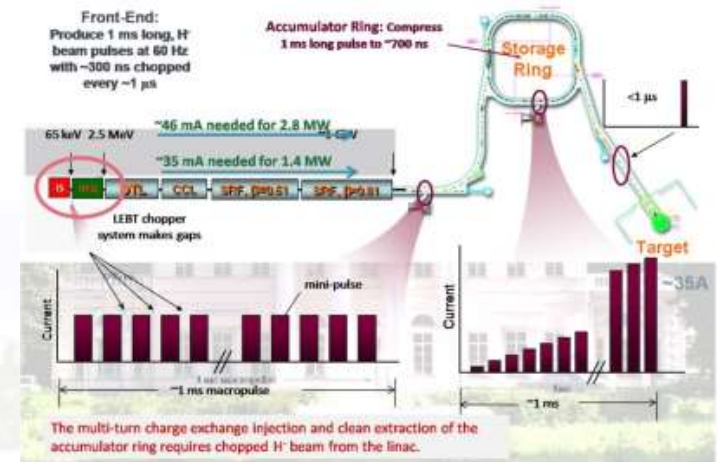 Front-End:
Produce 1 ms long, H-
beam pulses at 60 Hz
with ~300 ns chopped
every ~1 µs
Accumulator Ring: Compress
1 ms long pulse to ~700 ns
Storage
Ring
<1 µs
65 keV 2.5 MeV
~46 mA needed for 2.8 MW
~35 mA needed for 1.4 MW
IS
DTL
CCL
SRF, β=0.61
SRF, β=0.81
LEBT chopper
system makes gaps
Target
~35A
mini-pulse
Current
Current
~1 ms macropulse
~1 ms
The multi-turn charge exchange injection and clean extraction of the
accumulator ring requires chopped H- beam from the linac.